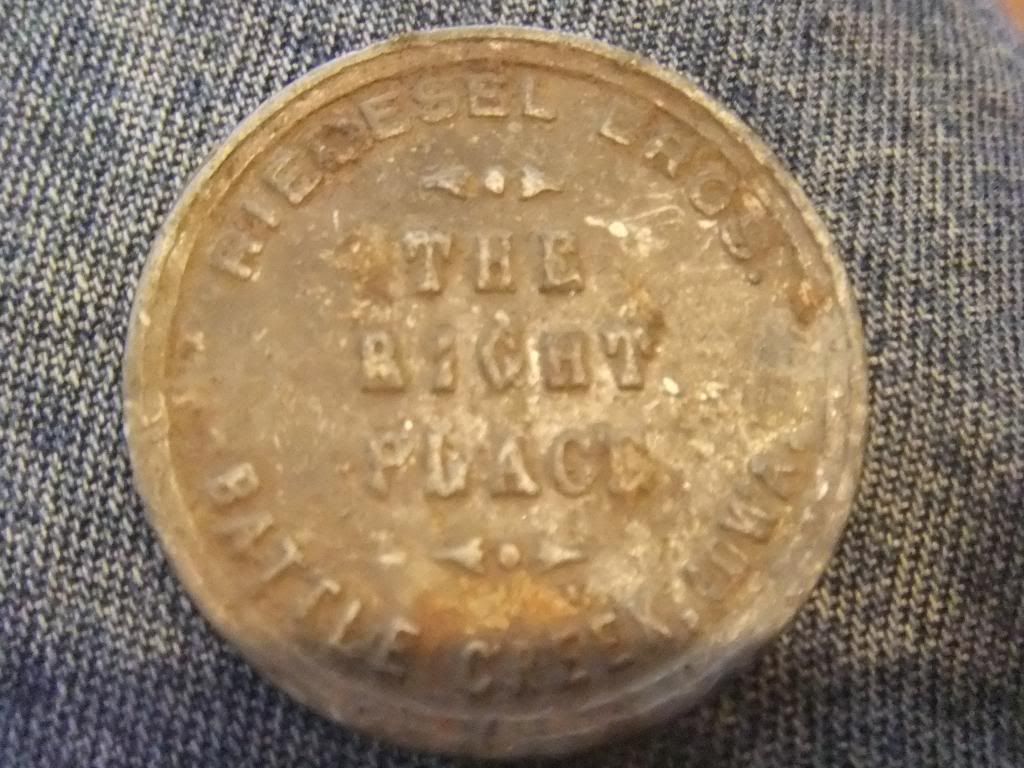 RIEDESEL BROS.
THE
RIGHT
PLACE
BATTLE CREEK, IOWA.